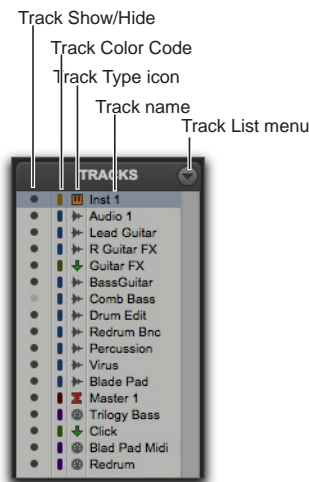 Track Show/Hide
Track Color Code
Track Type icon
Track name
Track List menu
TRACKS
Inst 1
Audio 1
Lead Guitar
R Guitar FX
Guitar FX
BassGuitar
Comb Bass
Drum Edit
Redrum Bnc
Percussion
Virus
Blade Pad
Master 1
Trilogy Bass
Click
Blad Pad Midi
Redrum